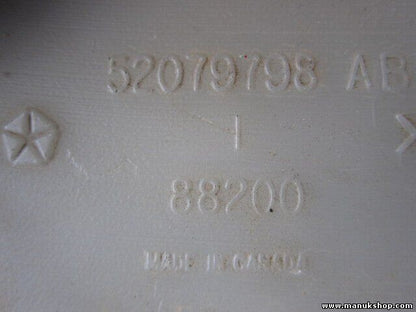 52079798 AB
1
88200
MADE IN CANADA
www.manukshop.com